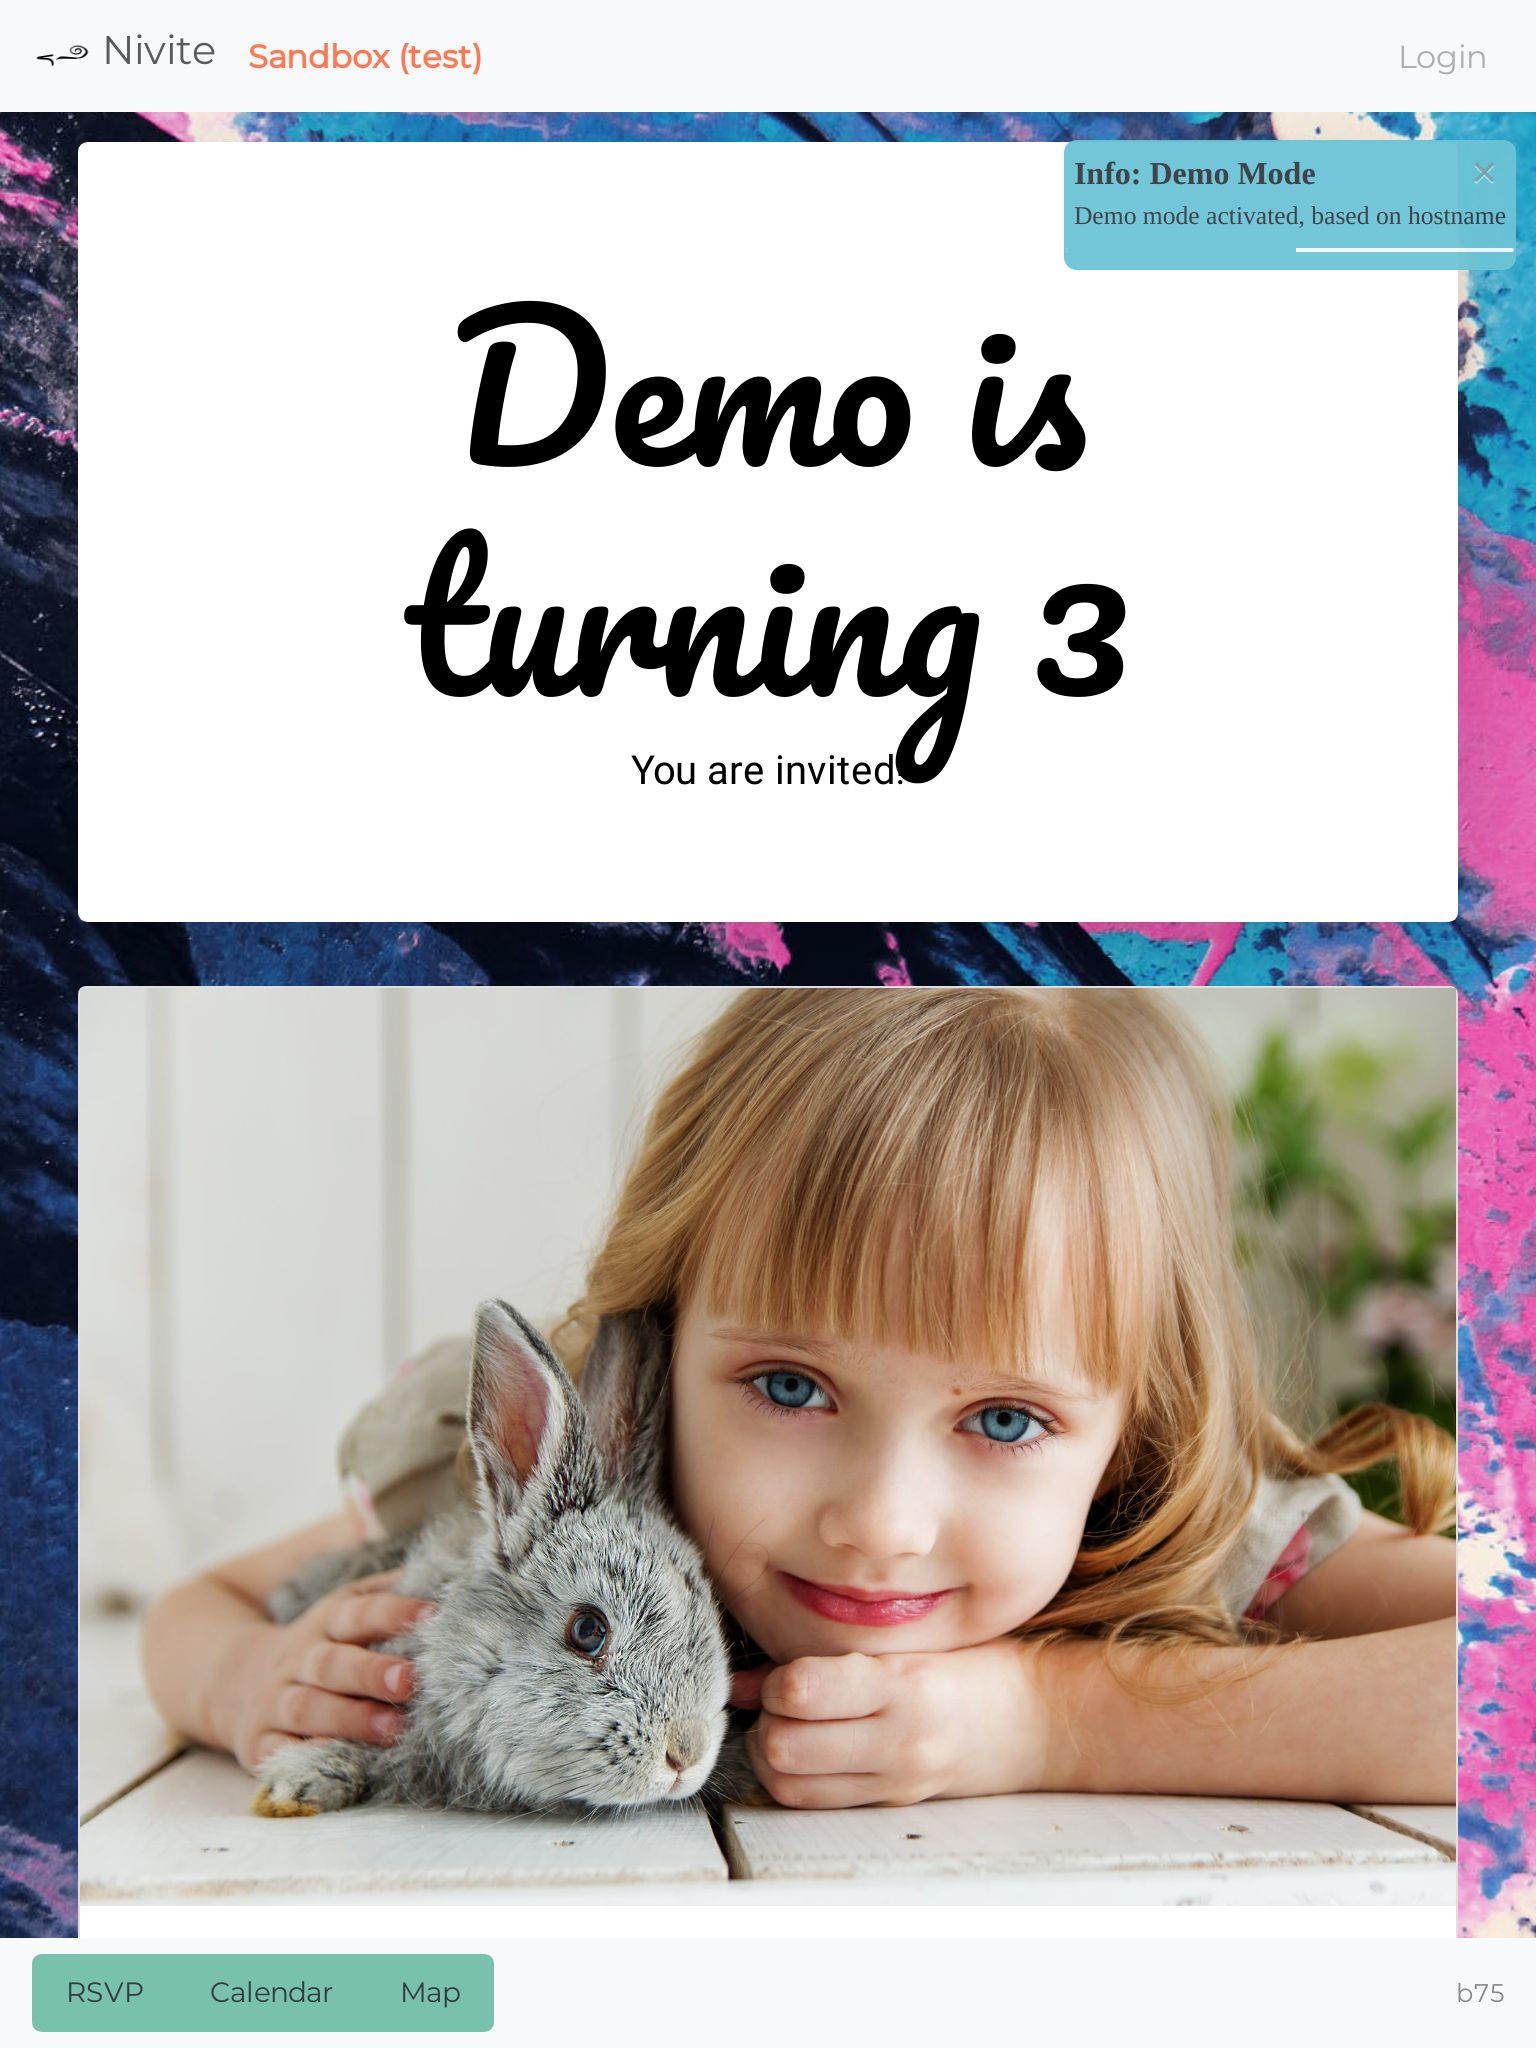 Nivite Sandbox (test) Login
Info: Demo Mode ×
Demo mode activated, based on hostname
Demo is
turning 3
You are invited!
RSVP Calendar Map b75